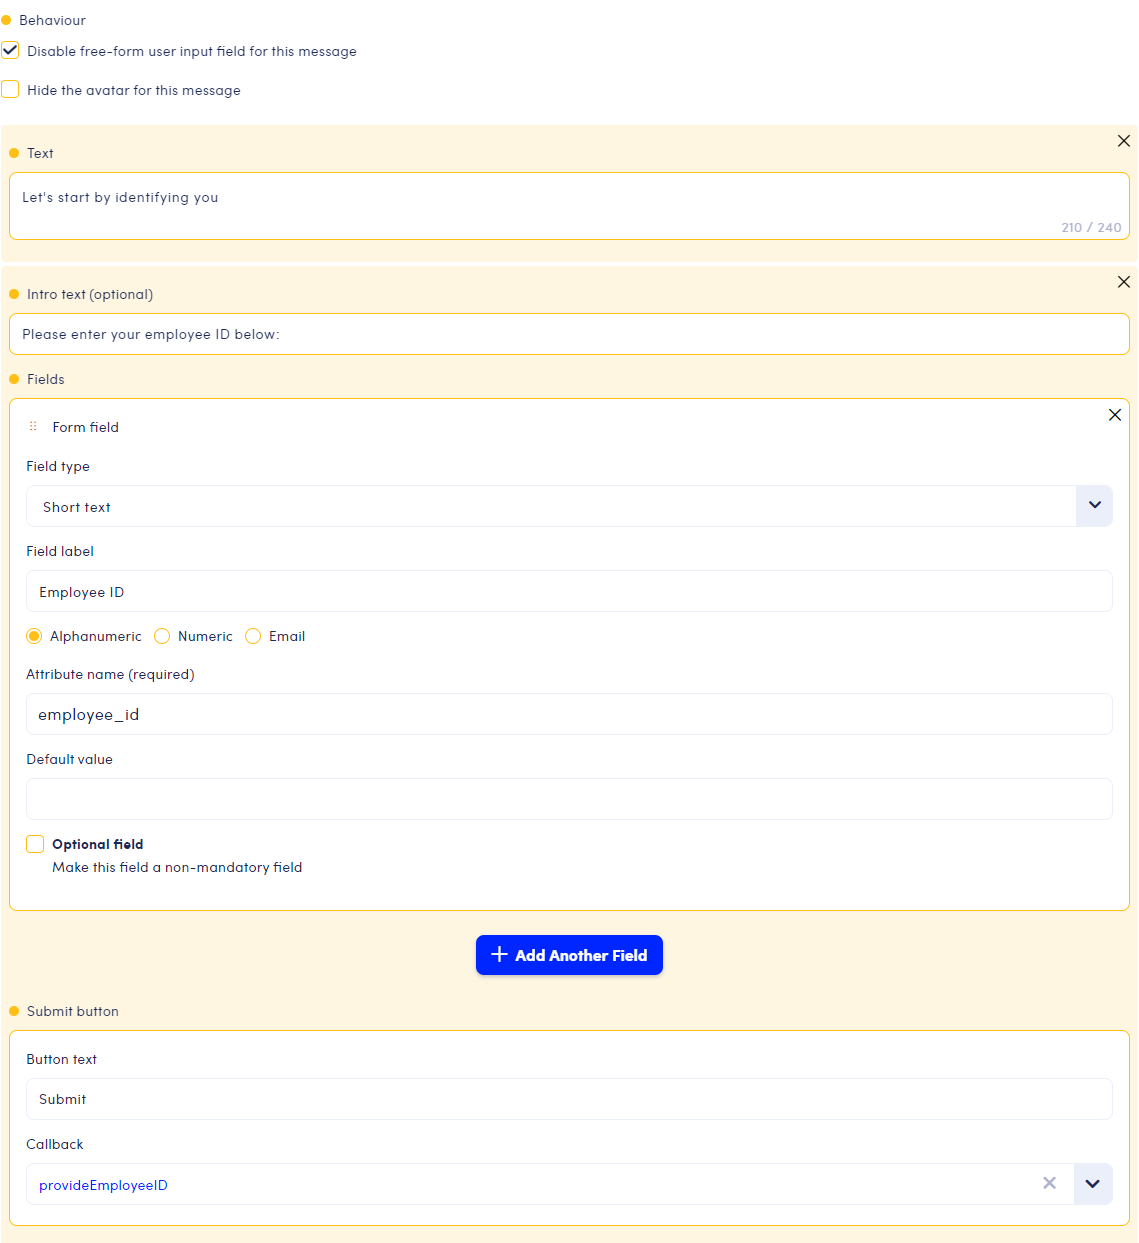 Behaviour
Disable free-form user input field for this message
Hide the avatar for this message
Text
Let's start by identifying you
210 / 240
Intro text (optional)
Please enter your employee ID below:
Fields
Form field
Field type
Short text
Field label
Employee ID
Alphanumeric Numeric Email
Attribute name (required)
employee_id
Default value
Optional field
Make this field a non-mandatory field
Add Another Field
Submit button
Button text
Submit
Callback
provideEmployeeID